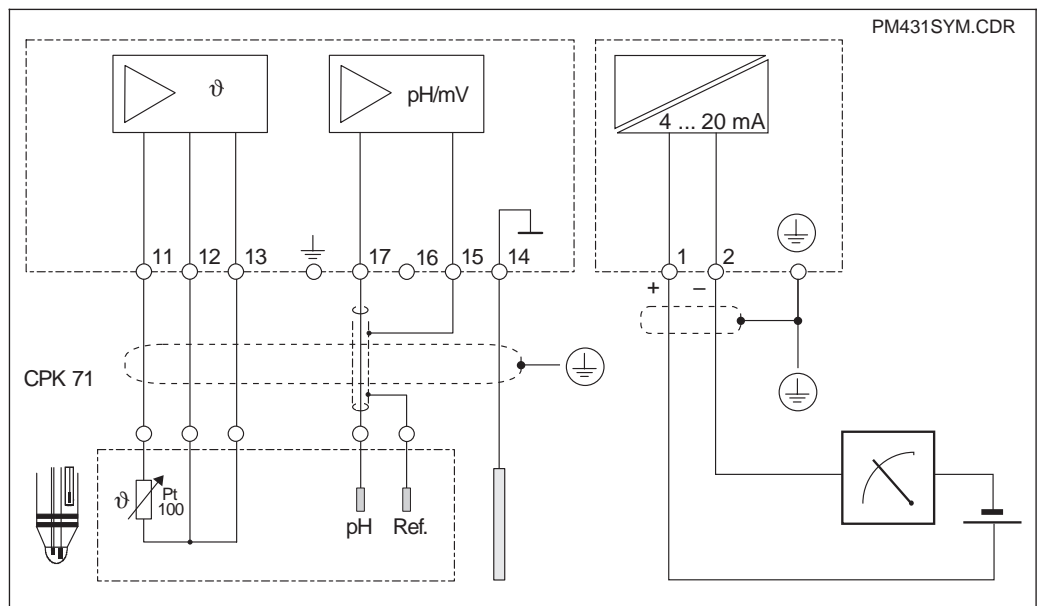 PM431SYM.CDR
ϑ
pH/mV
4 ... 20 mA
11 12 13 17 16 15 14
1 2
+ –
CPK 71
ϑ Pt
100
pH Ref.